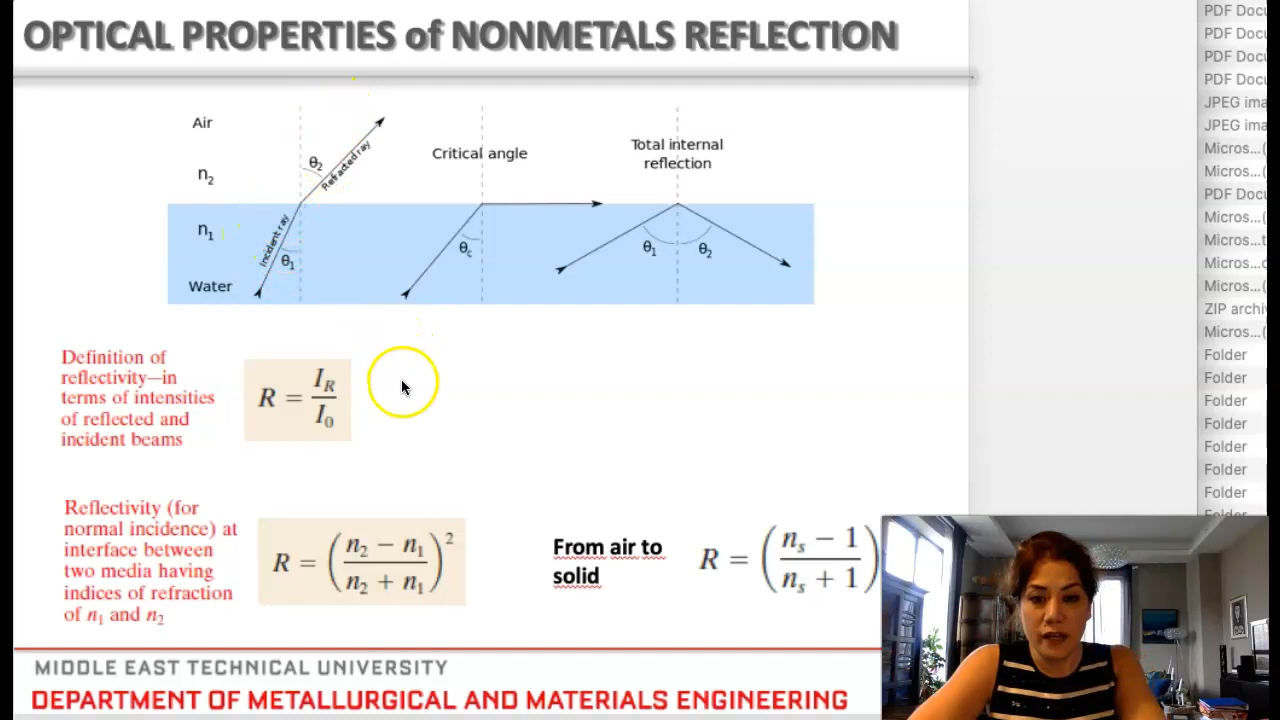 OPTICAL PROPERTIES of NONMETALS REFLECTION
Air
n2
Refracted ray
θ2
n1
Incident ray
θ1
Water
Critical angle
θc
Total internal
reflection
θ1 θ2
Definition of
reflectivity—in
terms of intensities
of reflected and
incident beams
R = IR / I0
Reflectivity (for
normal incidence) at
interface between
two media having
indices of refraction
of n1 and n2
R = (n2 − n1 / n2 + n1)2
From air to
solid
R = (ns − 1 / ns + 1)
MIDDLE EAST TECHNICAL UNIVERSITY
DEPARTMENT OF METALLURGICAL AND MATERIALS ENGINEERING
PDF Docu
PDF Docu
PDF Docu
PDF Docu
JPEG ima
JPEG ima
Micros...(
Micros...(
PDF Docu
Micros...(
Micros...t
Micros...c
Micros...(
ZIP archi
Micros...(
Folder
Folder
Folder
Folder
Folder
Folder
Folder